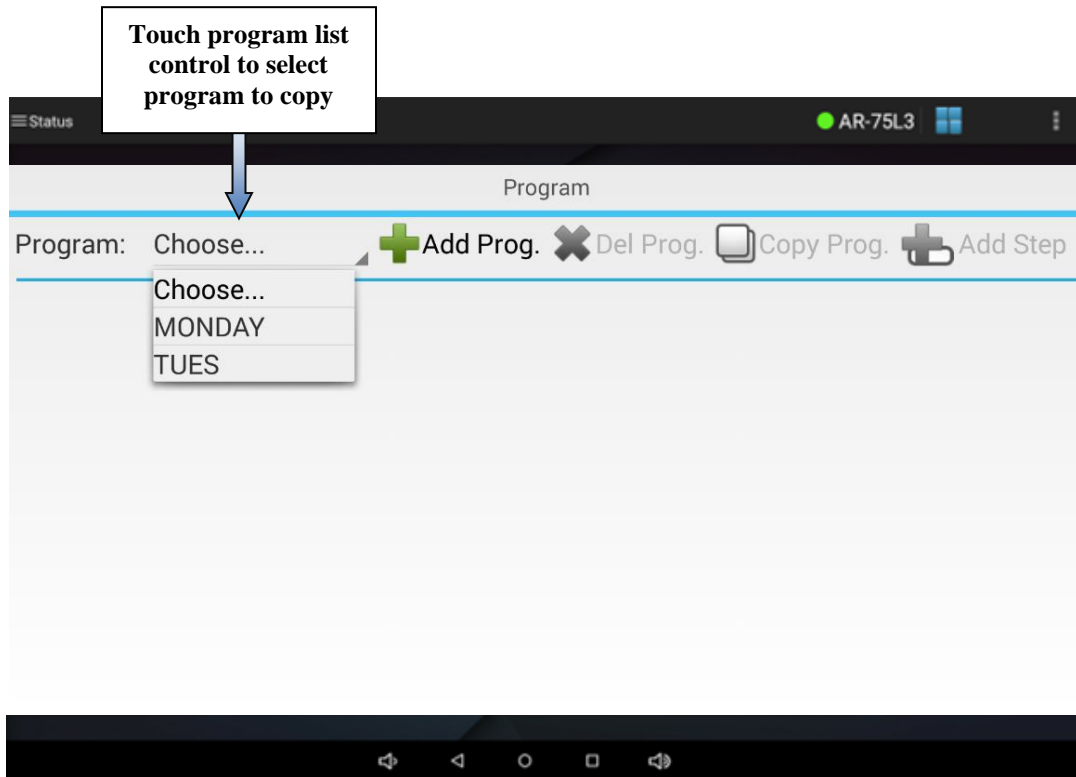 Touch program list
control to select
program to copy
Status
AR-75L3
Program
Program: Choose... Add Prog. Del Prog. Copy Prog. Add Step
Choose...
MONDAY
TUES